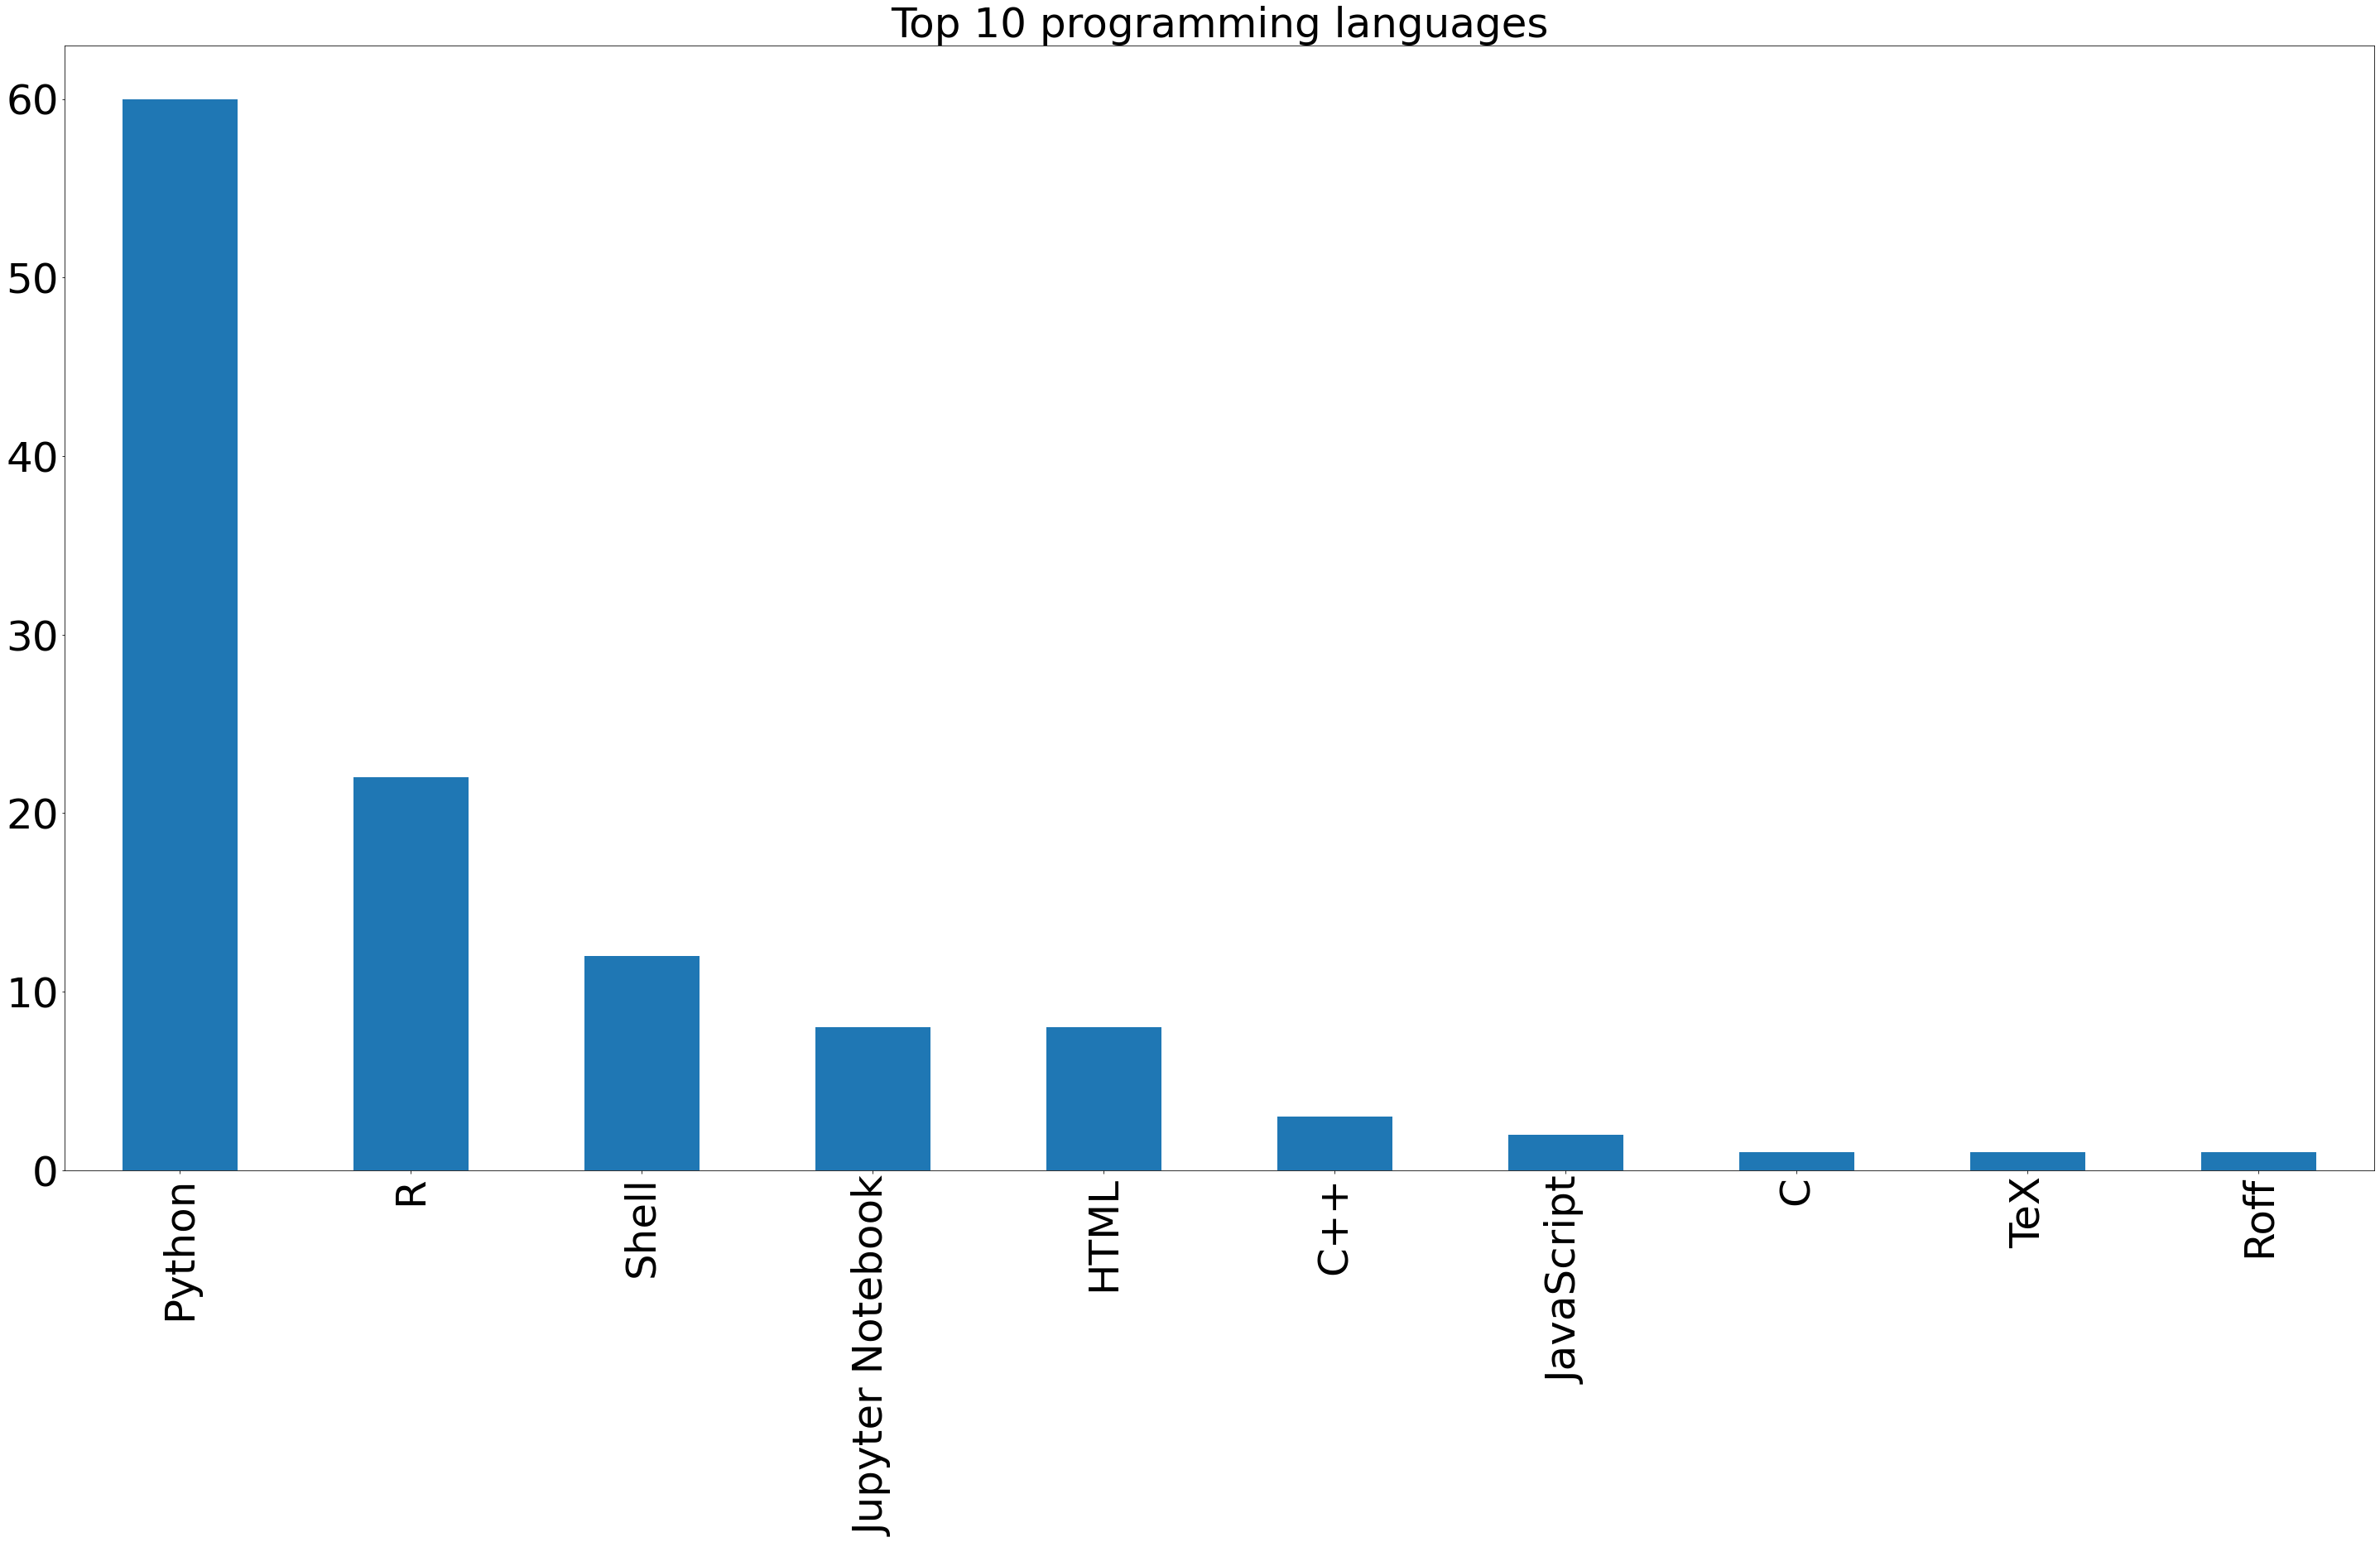 Top 10 programming languages
60
50
40
30
20
10
0
Python
R
Shell
Jupyter Notebook
HTML
C++
JavaScript
C
TeX
Roff